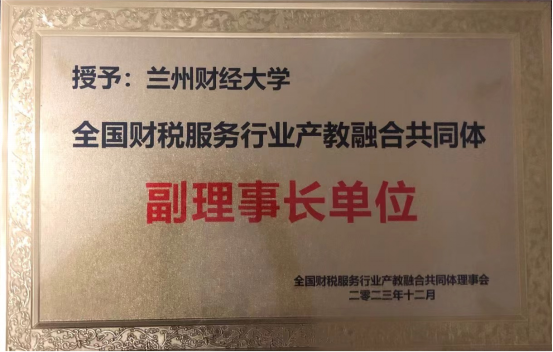 授予：兰州财经大学
全国财税服务行业产教融合共同体
副理事长单位
全国财税服务行业产教融合共同体理事会
二零二三年十二月